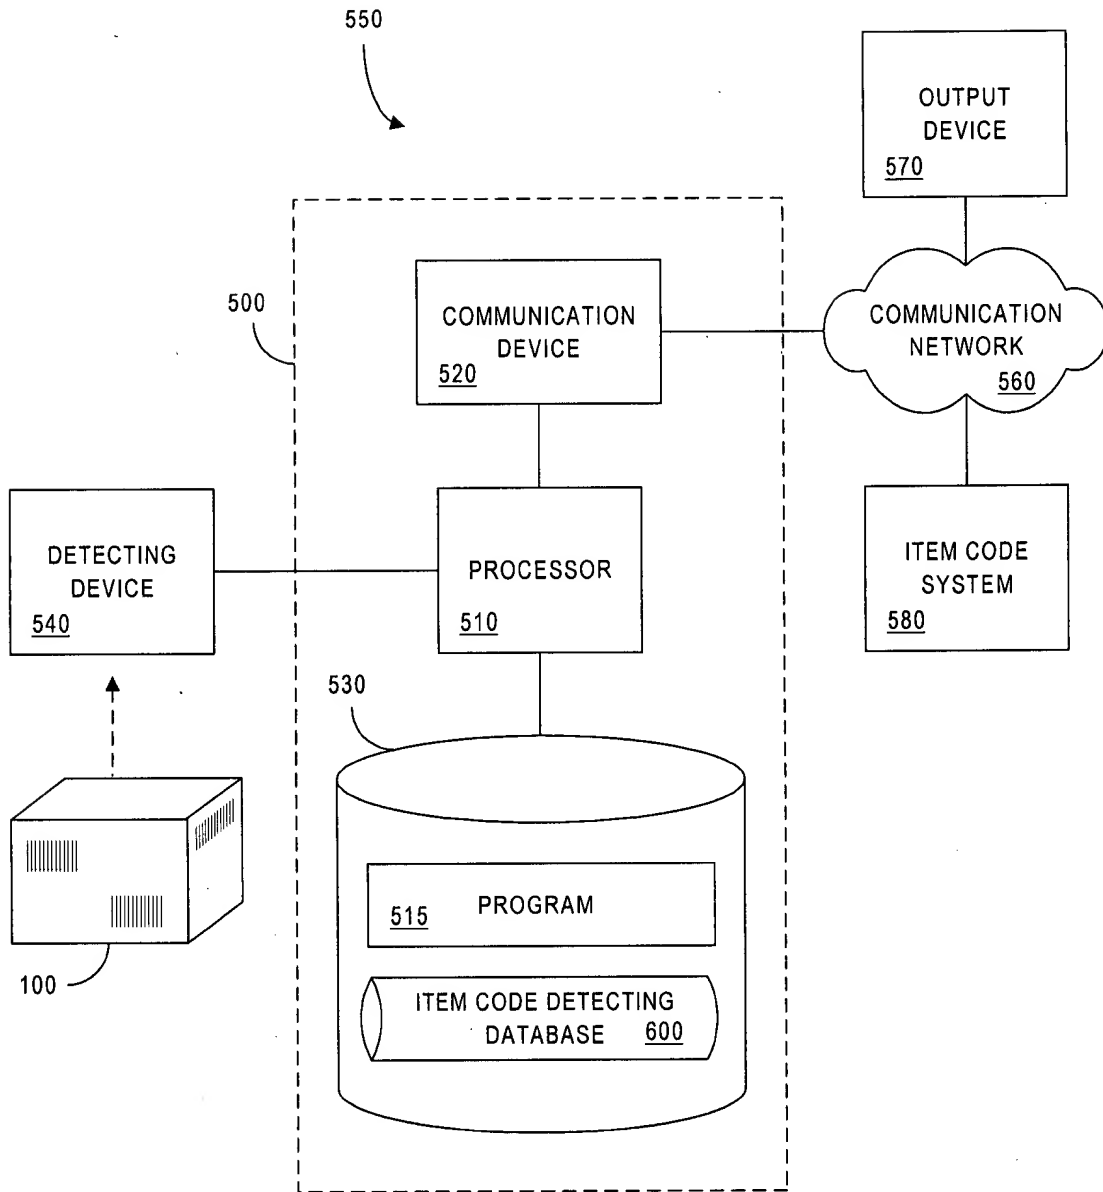 550
OUTPUT
DEVICE
570
500
COMMUNICATION
DEVICE
520
COMMUNICATION
NETWORK
560
DETECTING
DEVICE
540
PROCESSOR
510
ITEM CODE
SYSTEM
580
530
100
PROGRAM
515
ITEM CODE DETECTING
DATABASE 600